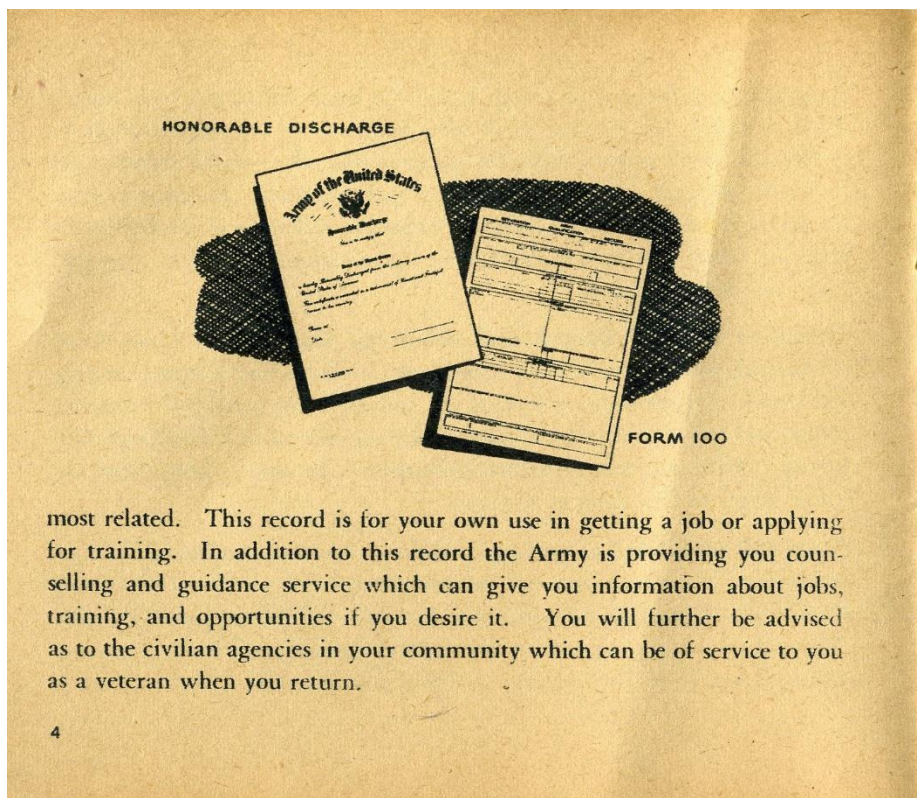 HONORABLE DISCHARGE
Army of the United States
Honorable Discharge
FORM 100
most related. This record is for your own use in getting a job or applying
for training. In addition to this record the Army is providing you coun-
selling and guidance service which can give you information about jobs,
training, and opportunities if you desire it. You will further be advised
as to the civilian agencies in your community which can be of service to you
as a veteran when you return.
4